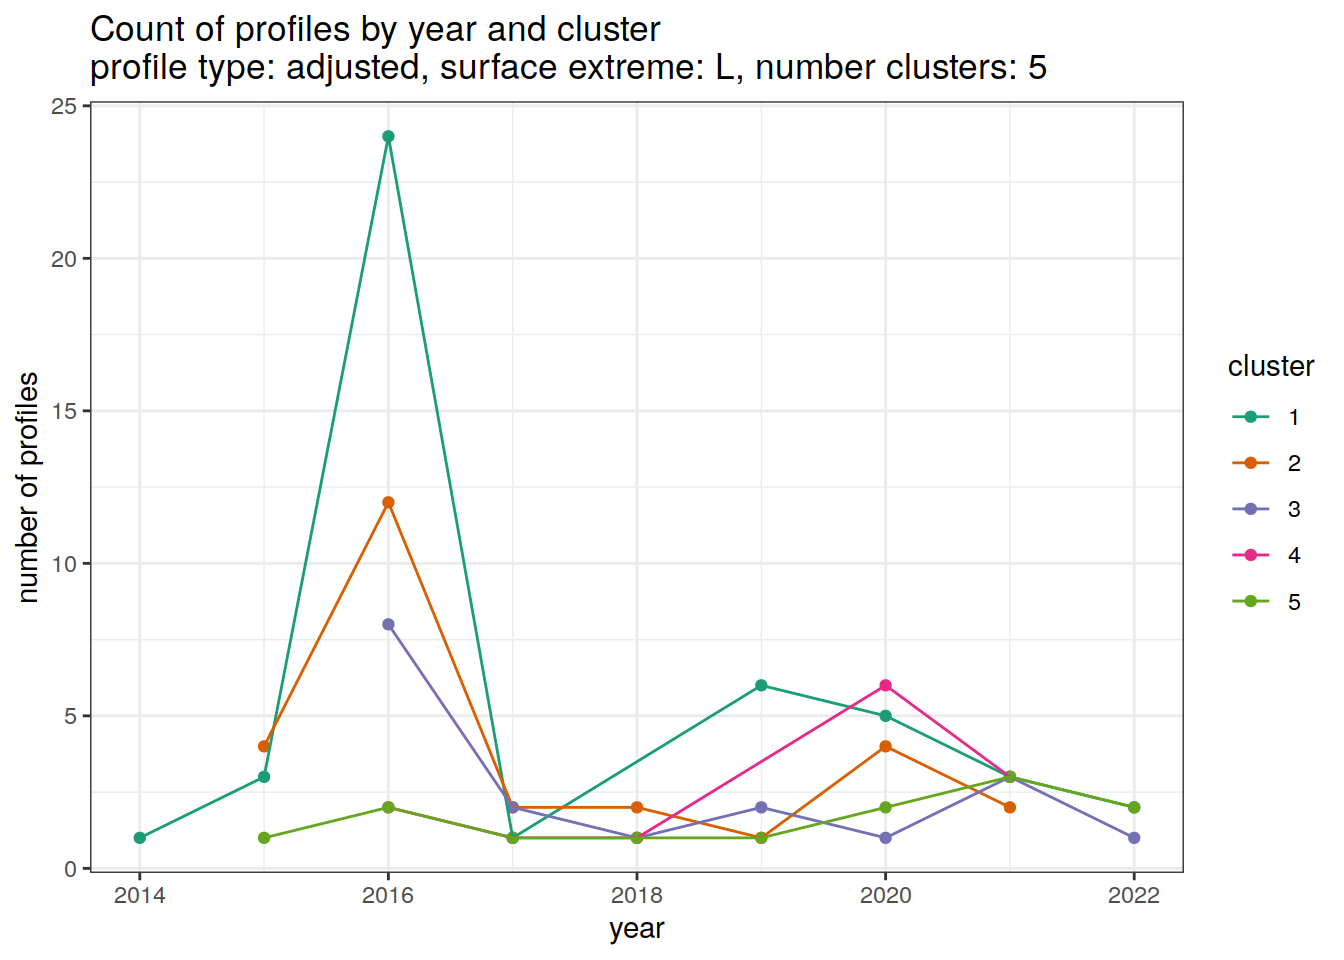 Count of profiles by year and cluster
profile type: adjusted, surface extreme: L, number clusters: 5
25
20
15
10
5
0
number of profiles
2014 2016 2018 2020 2022
year
cluster
1
2
3
4
5